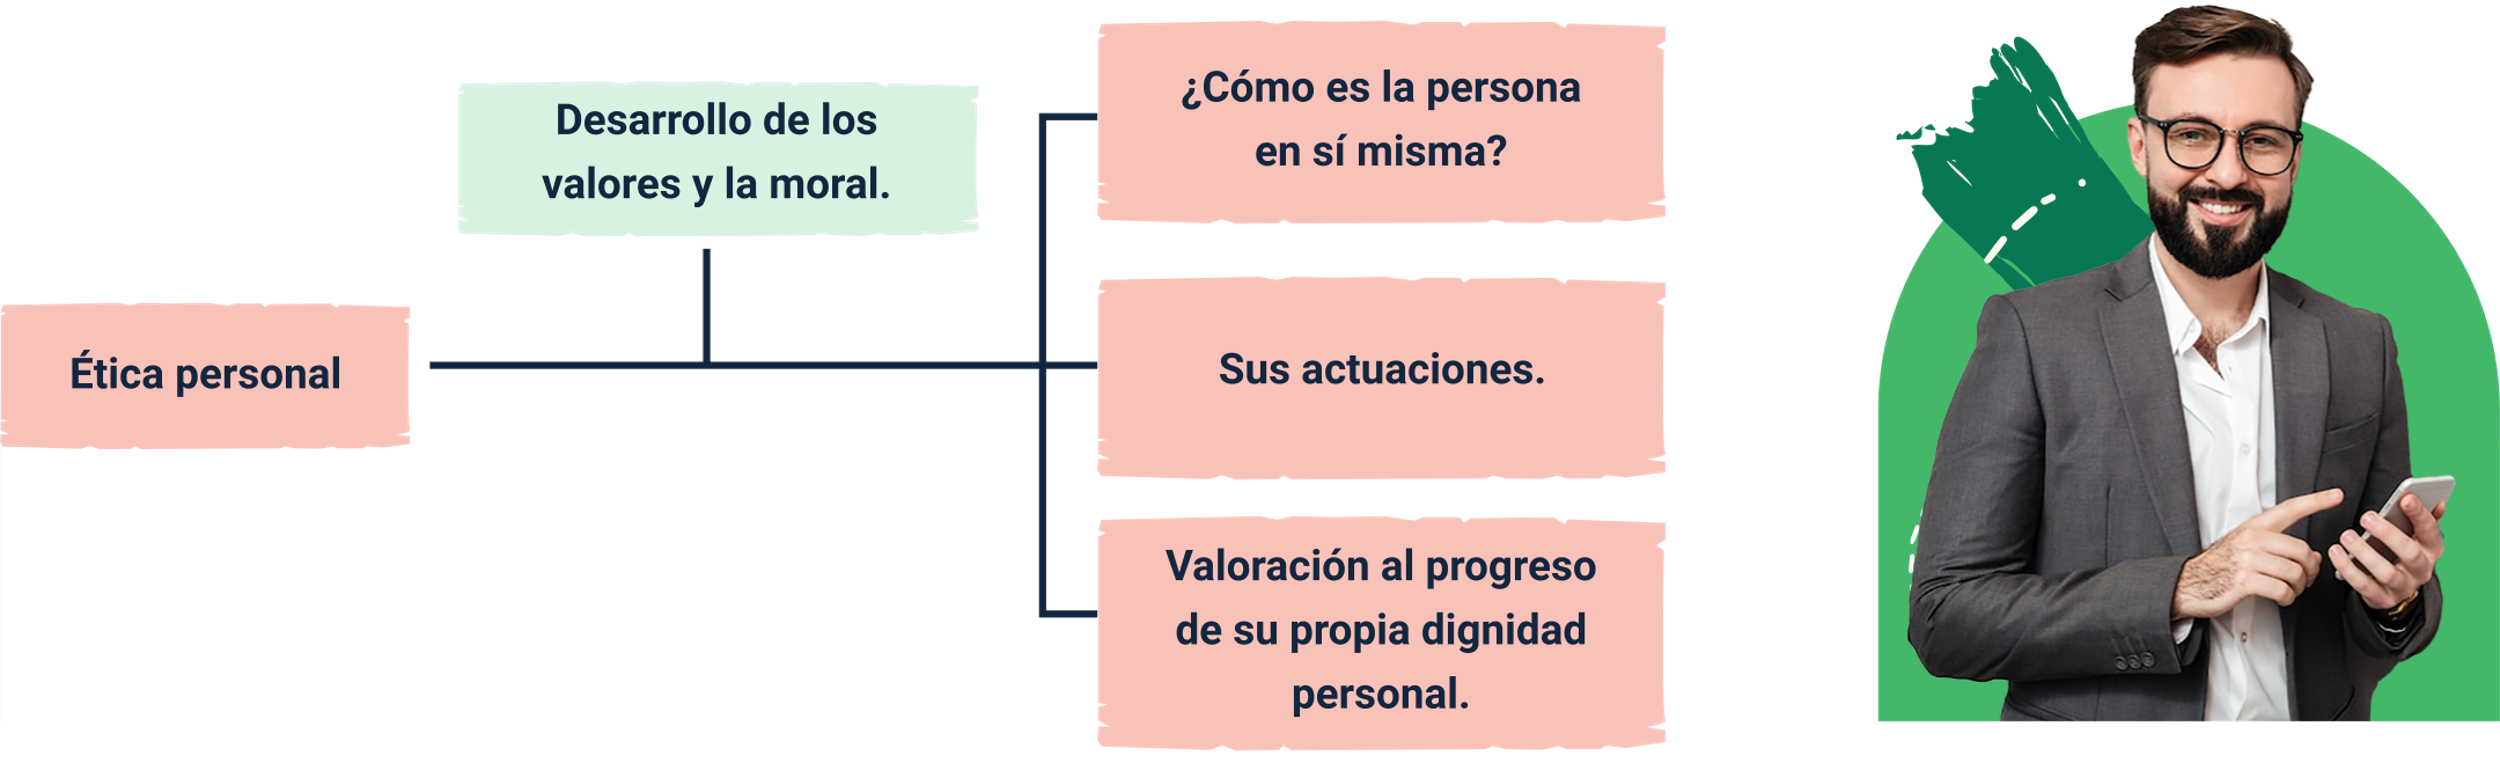 Ética personal
Desarrollo de los
valores y la moral.
¿Cómo es la persona
en sí misma?
Sus actuaciones.
Valoración al progreso
de su propia dignidad
personal.